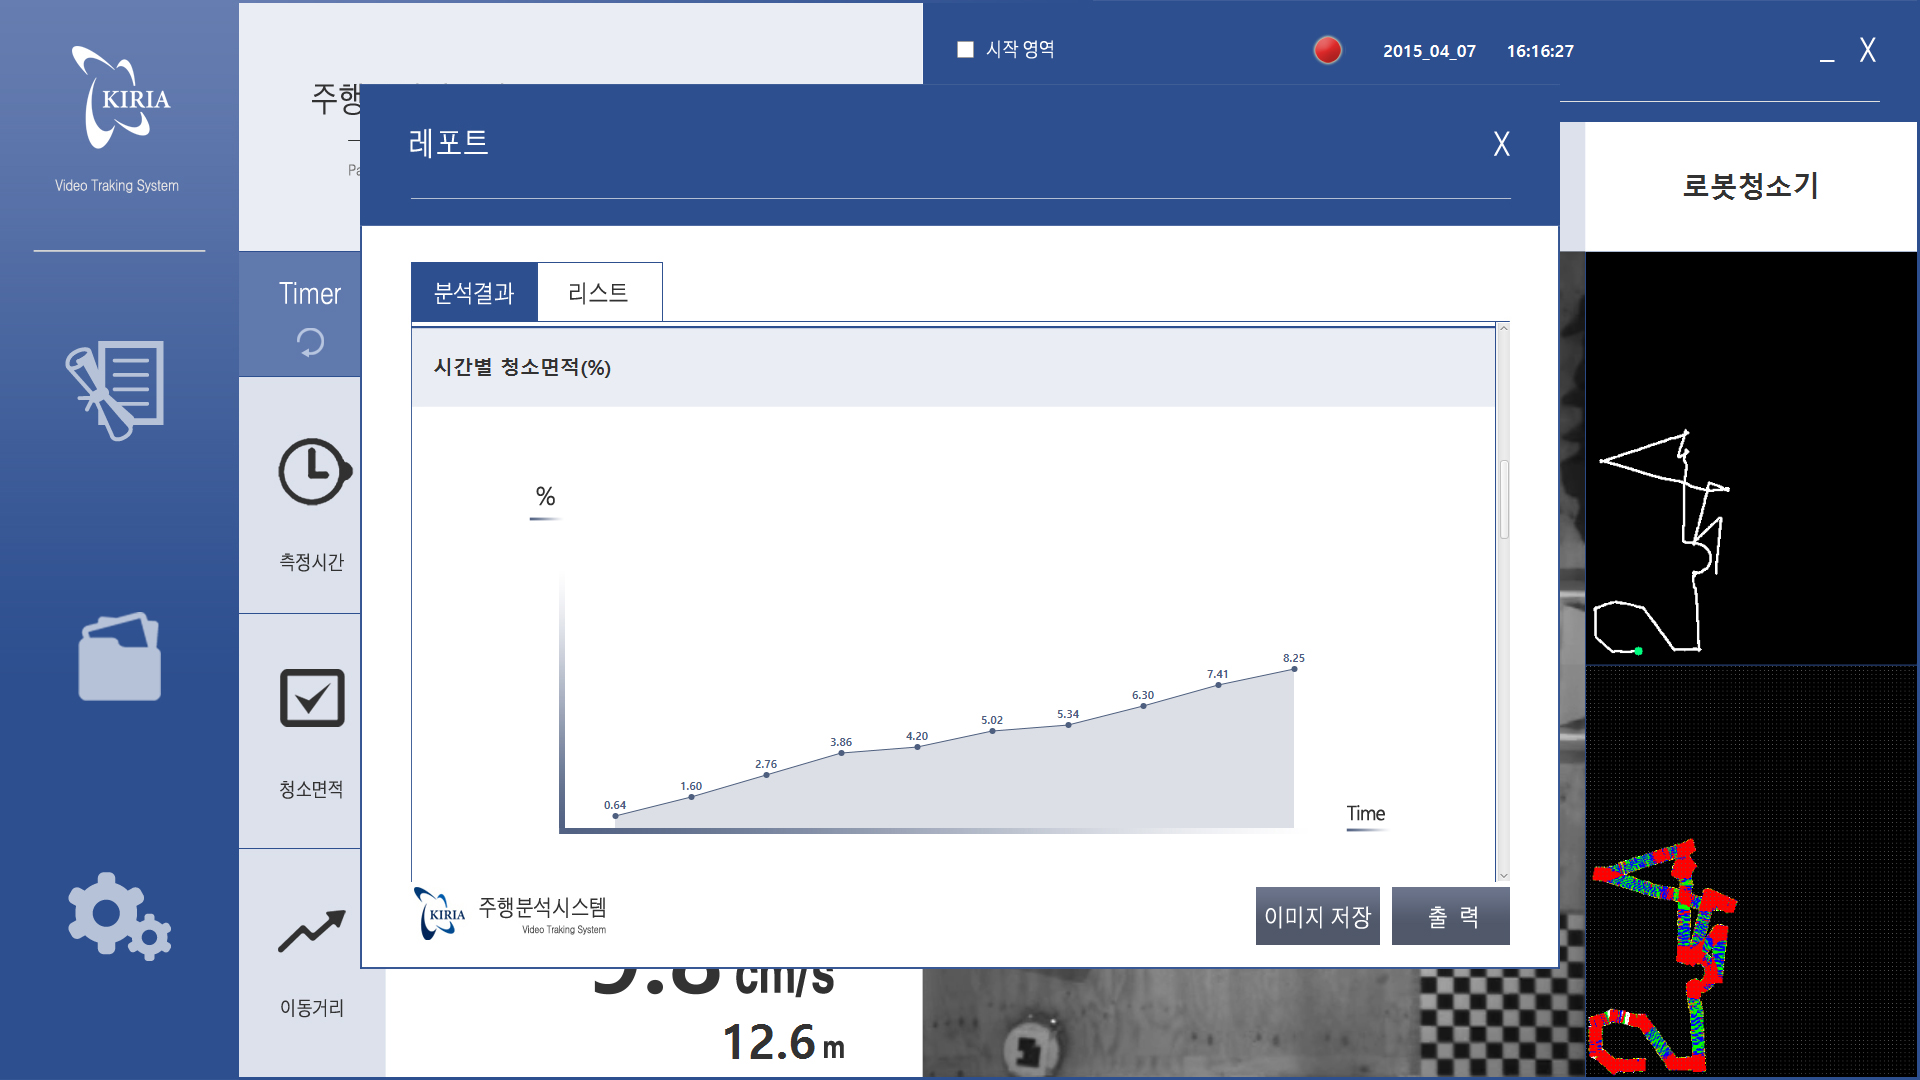 KIRIA
Video Traking System
시작 영역
2015_04_07
16:16:27
_
X
주행
Pa
레포트
X
로봇청소기
Timer
측정시간
청소면적
이동거리
분석결과
리스트
시간별 청소면적(%)
%
0.64
1.60
2.76
3.86
4.20
5.02
5.34
6.30
7.41
8.25
Time
KIRIA
주행분석시스템
Video Traking System
이미지 저장
출 력
cm/s
12.6 m